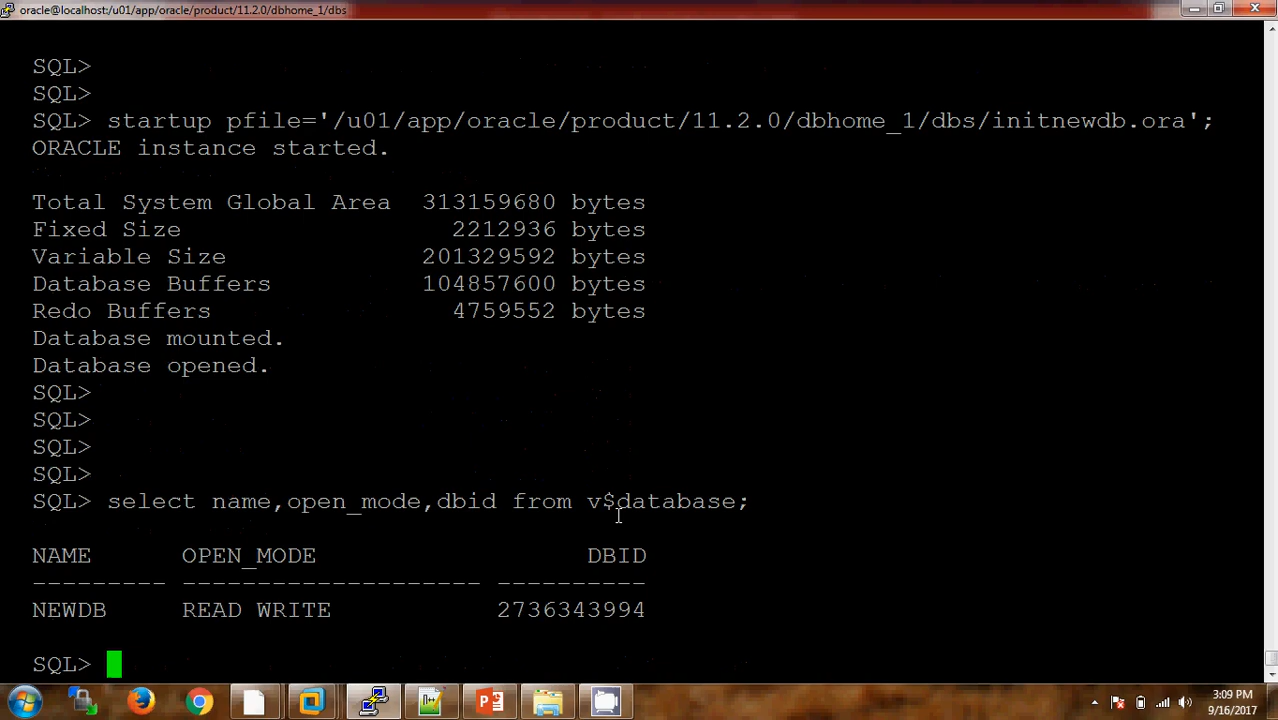 oracle@localhost:/u01/app/oracle/product/11.2.0/dbhome_1/dbs
SQL>
SQL>
SQL> startup pfile='/u01/app/oracle/product/11.2.0/dbhome_1/dbs/initnewdb.ora';
ORACLE instance started.
Total System Global Area  313159680 bytes
Fixed Size                  2212936 bytes
Variable Size             201329592 bytes
Database Buffers          104857600 bytes
Redo Buffers                4759552 bytes
Database mounted.
Database opened.
SQL>
SQL>
SQL>
SQL>
SQL> select name,open_mode,dbid from v$database;
NAME      OPEN_MODE                  DBID
--------- -------------------- ----------
NEWDB     READ WRITE           2736343994
SQL>
3:09 PM
9/16/2017